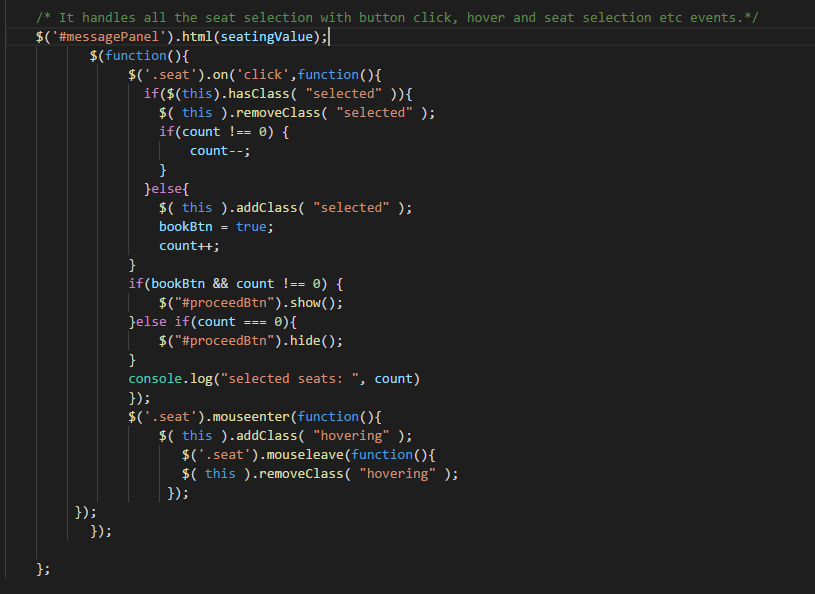 /* It handles all the seat selection with button click, hover and seat selection etc events.*/
$('#messagePanel').html(seatingValue);
$(function(){
$('.seat').on('click',function(){
if($(this).hasClass( "selected" )){
$( this ).removeClass( "selected" );
if(count !== 0) {
count--;
}
}else{
$( this ).addClass( "selected" );
bookBtn = true;
count++;
}
if(bookBtn && count !== 0) {
$("#proceedBtn").show();
}else if(count === 0){
$("#proceedBtn").hide();
}
console.log("selected seats: ", count)
});
$('.seat').mouseenter(function(){
$( this ).addClass( "hovering" );
$('.seat').mouseleave(function(){
$( this ).removeClass( "hovering" );
});
});
});
};